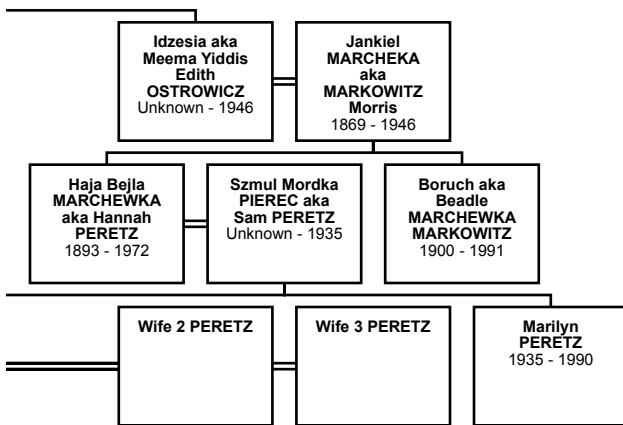 Idzesia aka
Meema Yiddis
Edith
OSTROWICZ
Unknown - 1946
Jankiel
MARCHEKA
aka
MARKOWITZ
Morris
1869 - 1946
Haja Bejla
MARCHEWKA
aka Hannah
PERETZ
1893 - 1972
Szmul Mordka
PIEREC aka
Sam PERETZ
Unknown - 1935
Boruch aka
Beadle
MARCHEWKA
MARKOWITZ
1900 - 1991
Wife 2 PERETZ
Wife 3 PERETZ
Marilyn
PERETZ
1935 - 1990